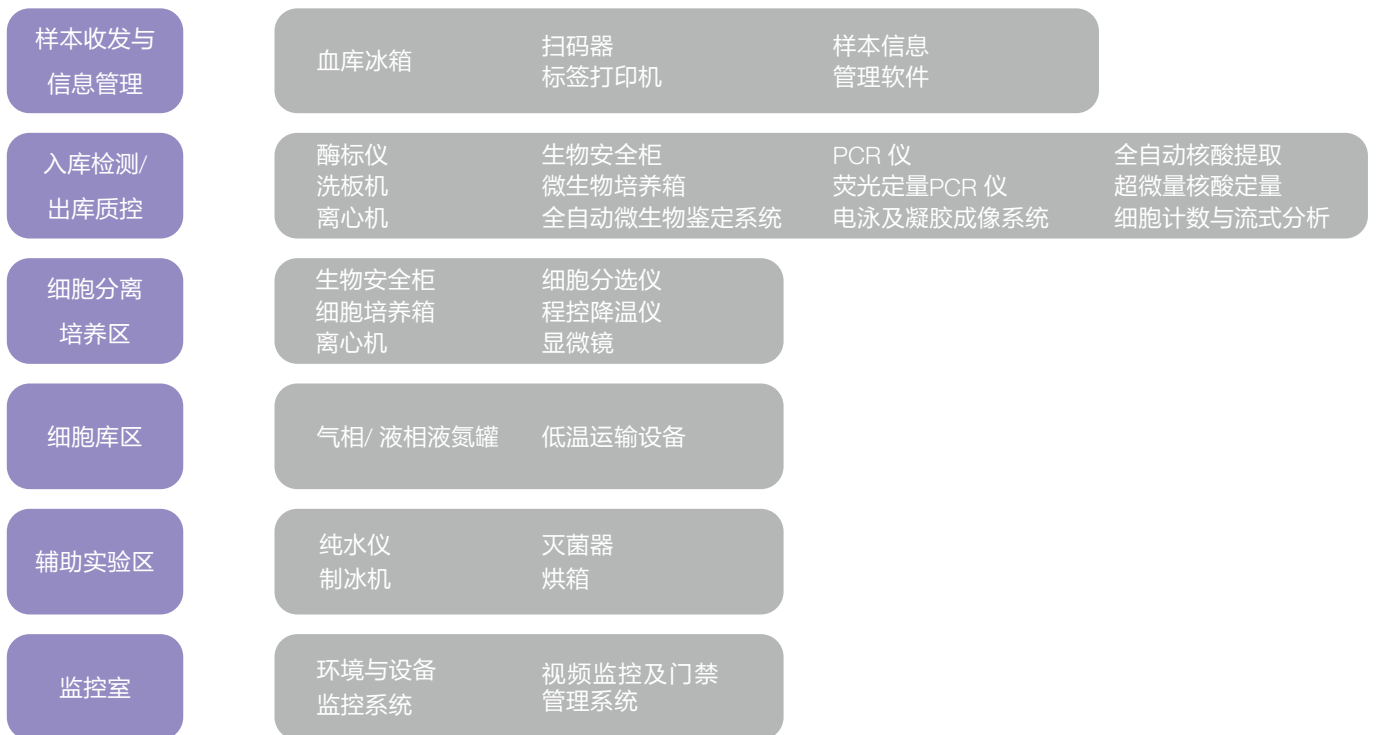 样本收发与
信息管理
血库冰箱
扫码器
标签打印机
样本信息
管理软件
入库检测/
出库质控
酶标仪
洗板机
离心机
生物安全柜
微生物培养箱
全自动微生物鉴定系统
PCR 仪
荧光定量PCR 仪
电泳及凝胶成像系统
全自动核酸提取
超微量核酸定量
细胞计数与流式分析
细胞分离
培养区
生物安全柜
细胞培养箱
离心机
细胞分选仪
程控降温仪
显微镜
细胞库区
气相/ 液相液氮罐
低温运输设备
辅助实验区
纯水仪
制冰机
灭菌器
烘箱
监控室
环境与设备
监控系统
视频监控及门禁
管理系统